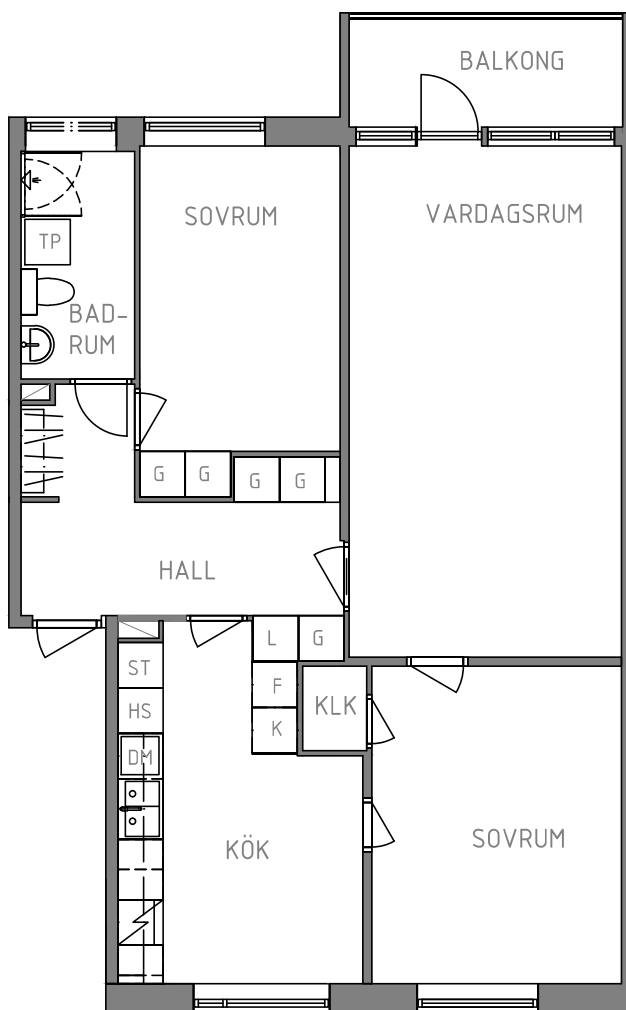 BALKONG
SOVRUM
VARDAGSRUM
TP
BAD-
RUM
G G G G
HALL
L G
ST
F
HS
KLK
K
DM
KÖK
SOVRUM